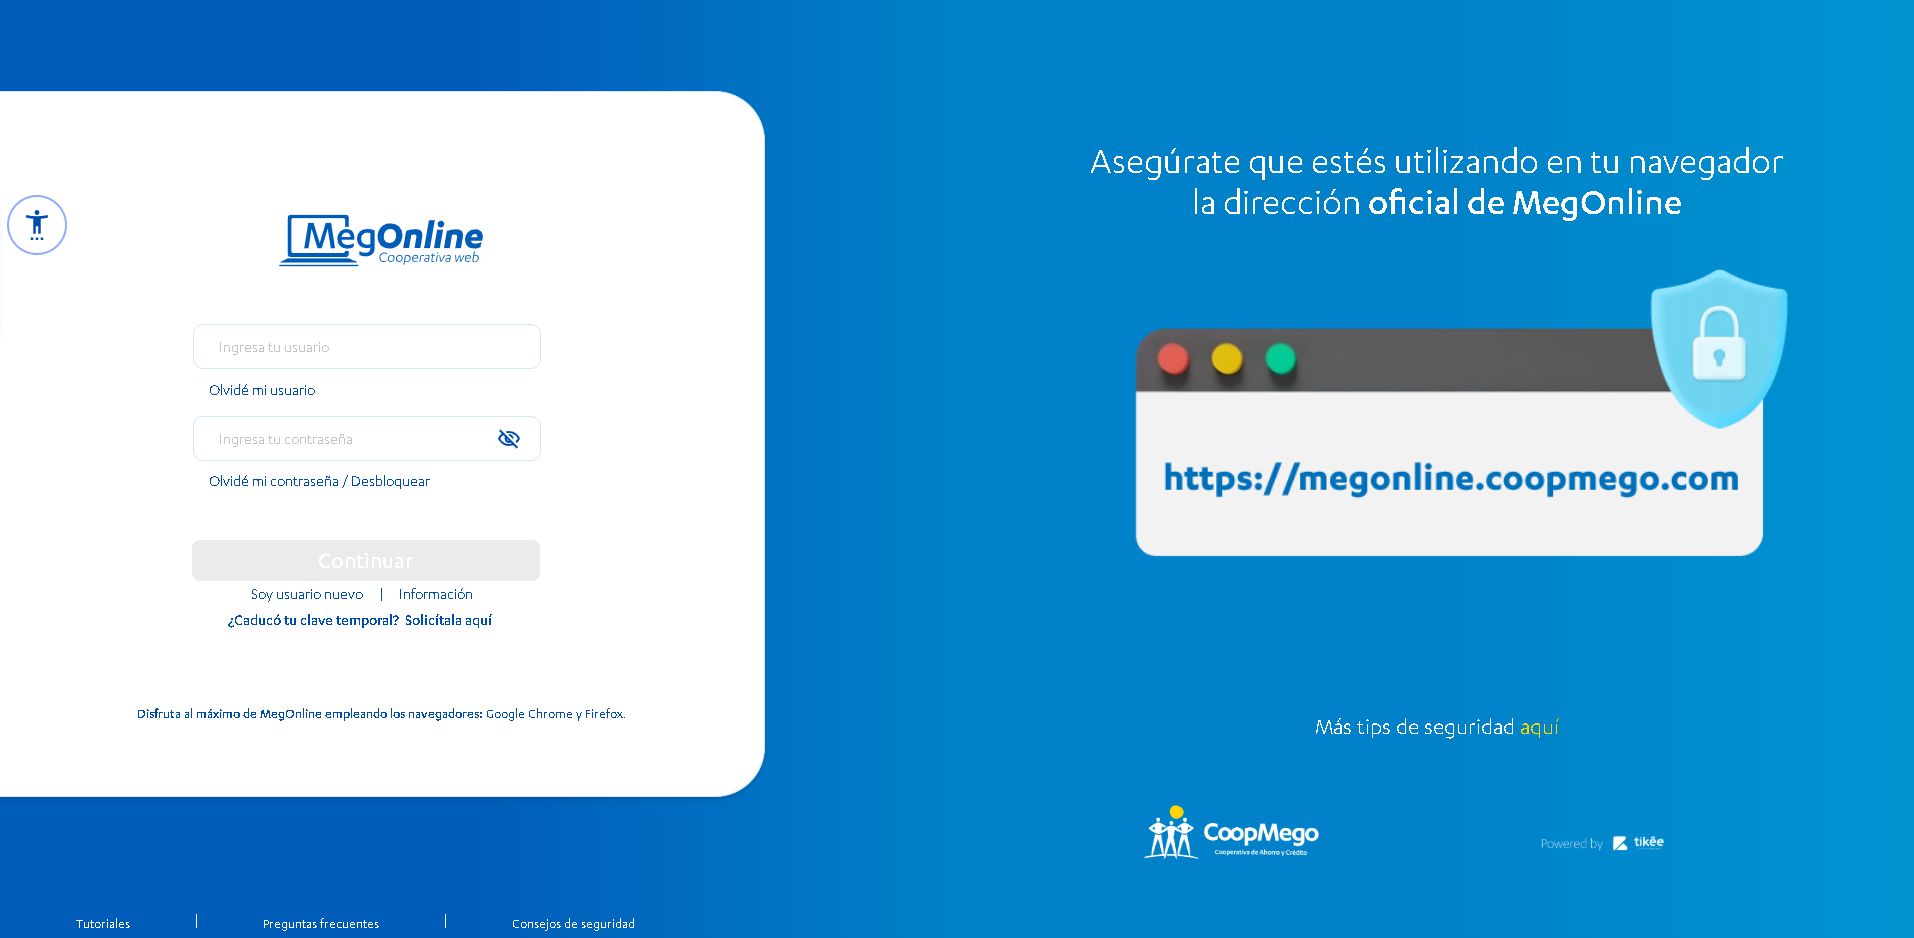 MegOnline
Cooperativa web
Ingresa tu usuario
Olvidé mi usuario
Ingresa tu contraseña
Olvidé mi contraseña / Desbloquear
Continuar
Soy usuario nuevo | Información
¿Caducó tu clave temporal? Solicítala aquí
Disfruta al máximo de MegOnline empleando los navegadores: Google Chrome y Firefox.
Asegúrate que estés utilizando en tu navegador
la dirección oficial de MegOnline
https://megonline.coopmego.com
Más tips de seguridad aquí
CoopMego
Cooperativa de Ahorro y Crédito
Powered by tikêe
Tutoriales | Preguntas frecuentes | Consejos de seguridad